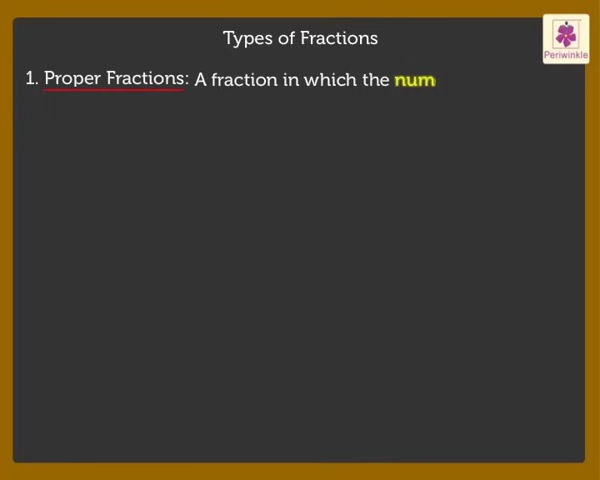 Types of Fractions
Periwinkle
1. Proper Fractions: A fraction in which the num